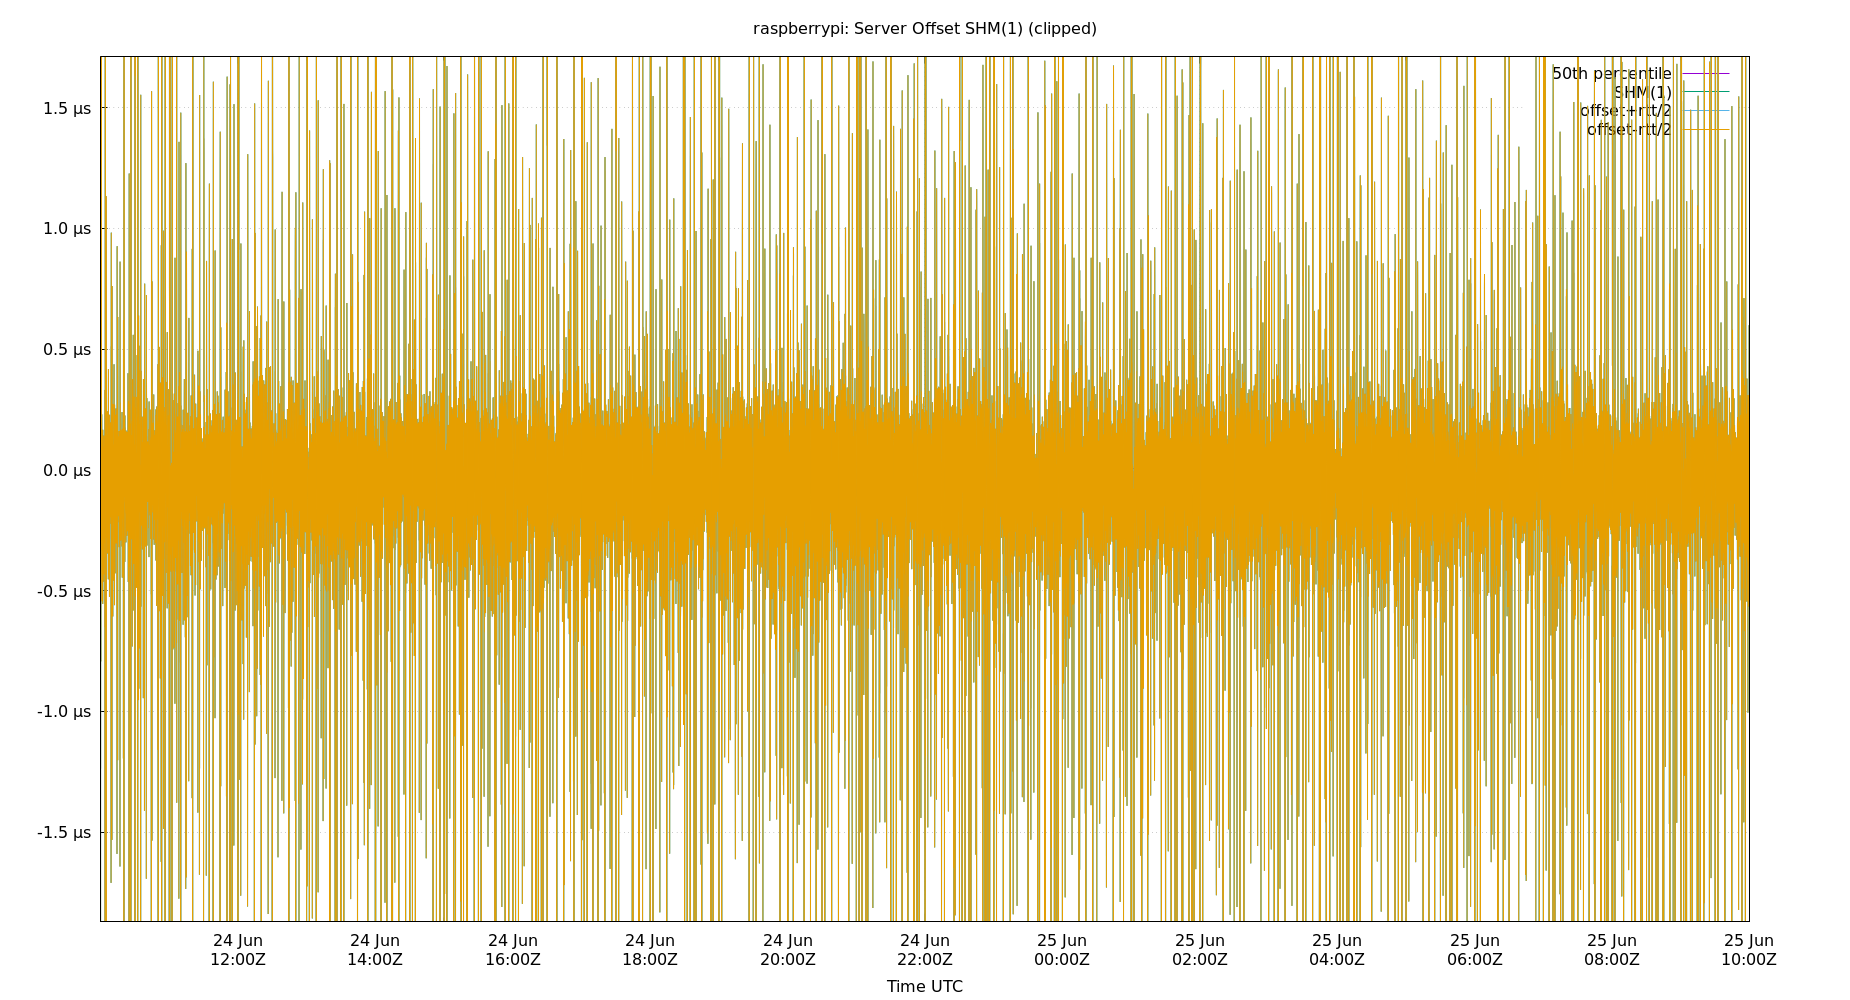 raspberrypi: Server Offset SHM(1) (clipped)
50th percentile
SHM(1)
offset+rtt/2
offset-rtt/2
1.5 µs
1.0 µs
0.5 µs
0.0 µs
-0.5 µs
-1.0 µs
-1.5 µs
24 Jun 24 Jun 24 Jun 24 Jun 24 Jun 24 Jun 25 Jun 25 Jun 25 Jun 25 Jun 25 Jun 25 Jun
12:00Z 14:00Z 16:00Z 18:00Z 20:00Z 22:00Z 00:00Z 02:00Z 04:00Z 06:00Z 08:00Z 10:00Z
Time UTC